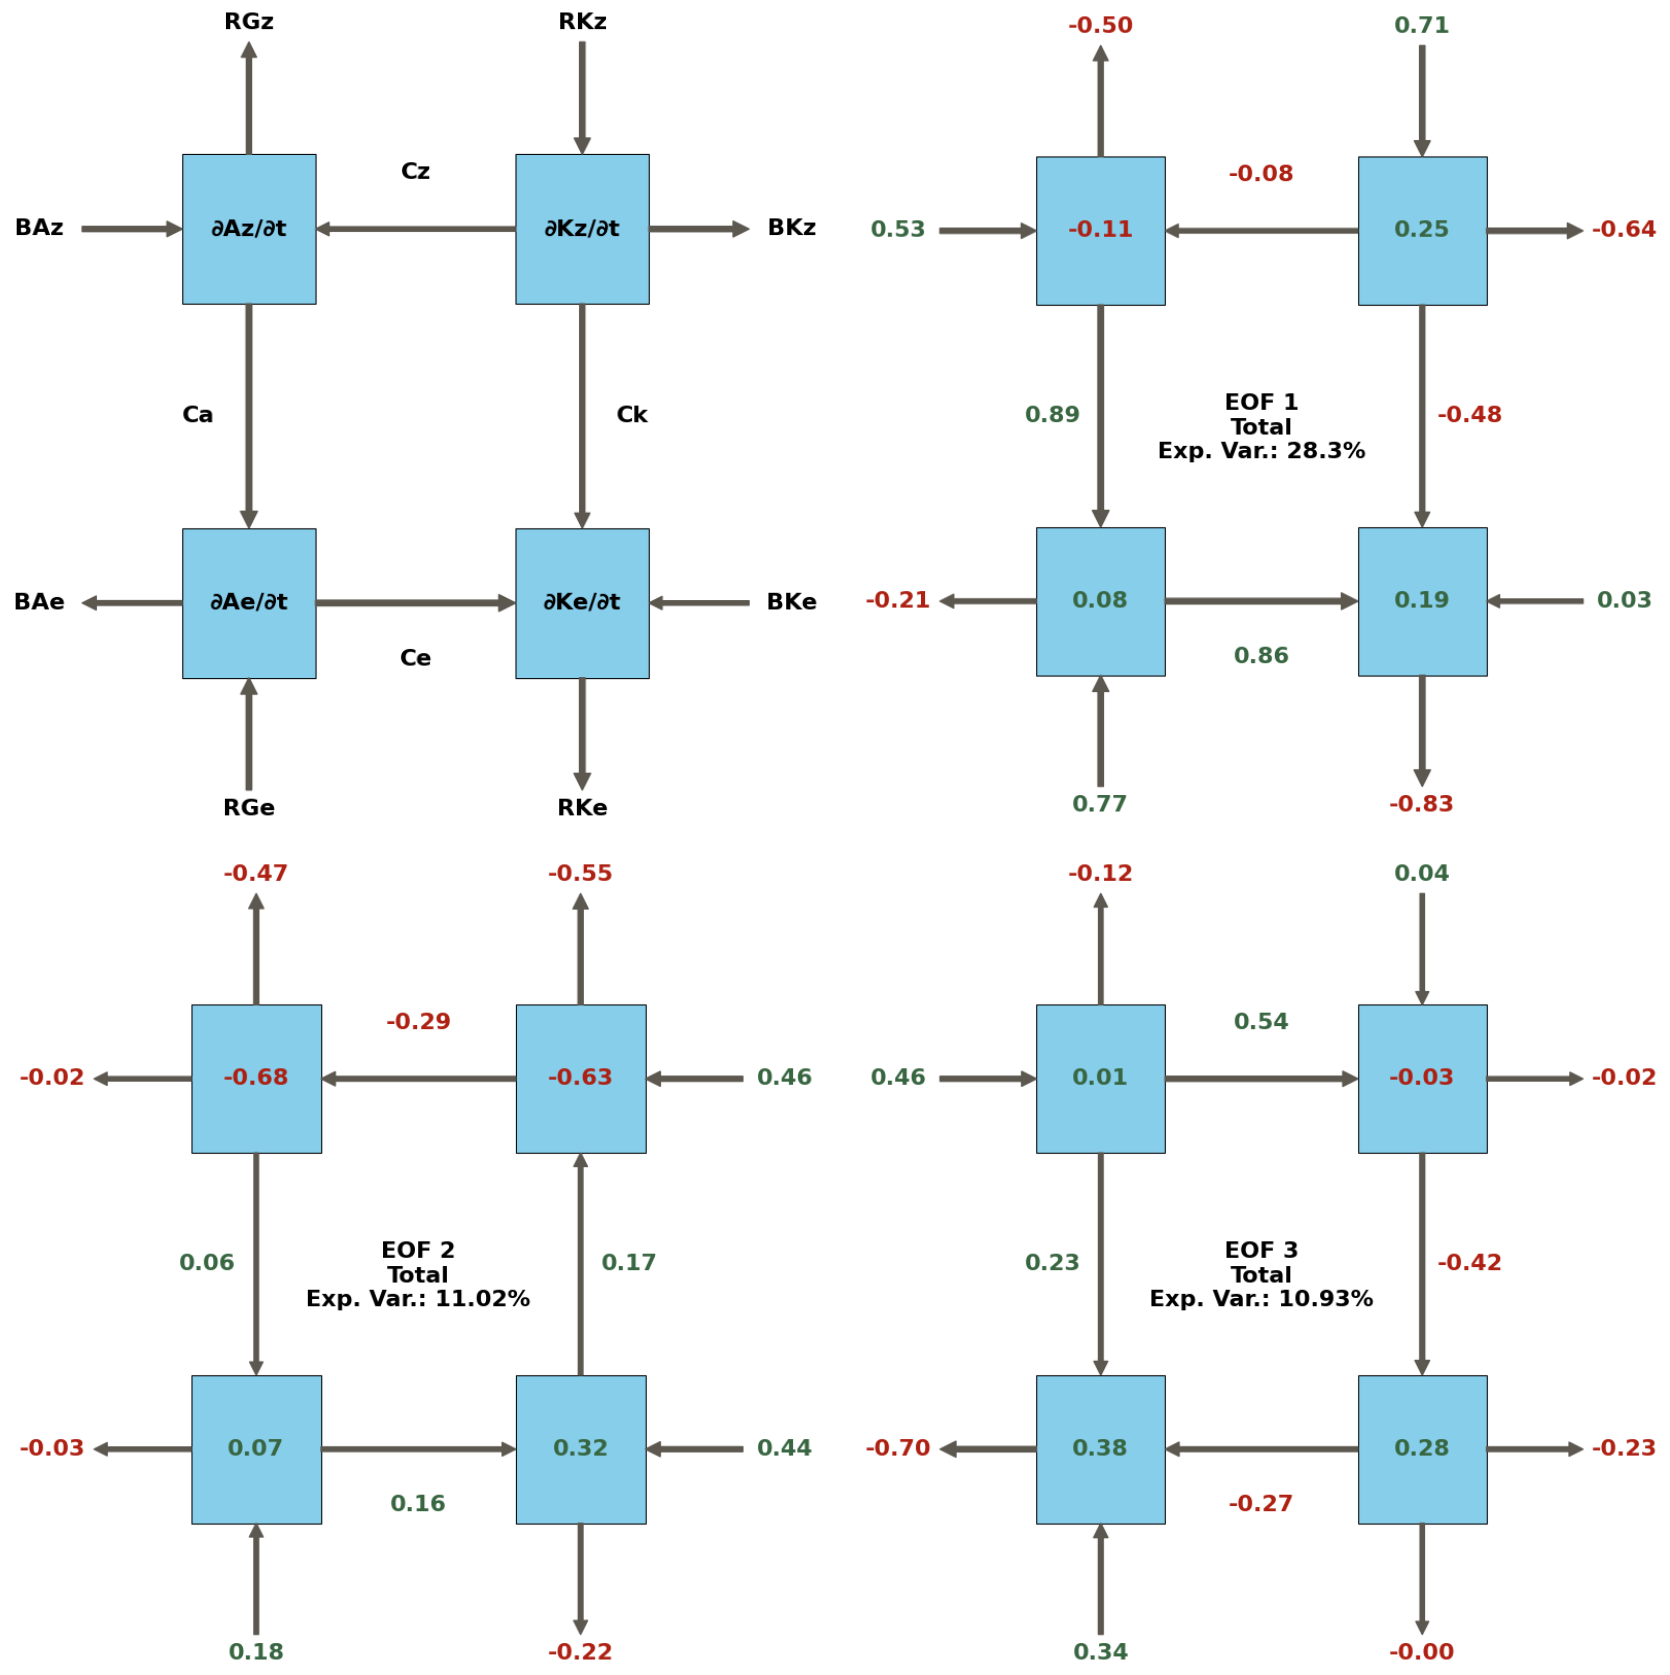 RGz
RKz
BAz
∂Az/∂t
Cz
∂Kz/∂t
BKz
Ca
Ck
BAe
∂Ae/∂t
Ce
∂Ke/∂t
BKe
RGe
RKe
-0.50
0.71
0.53
-0.11
-0.08
0.25
-0.64
0.89
EOF 1
Total
Exp. Var.: 28.3%
-0.48
-0.21
0.08
0.86
0.19
0.03
0.77
-0.83
-0.47
-0.55
-0.02
-0.68
-0.29
-0.63
0.46
0.06
EOF 2
Total
Exp. Var.: 11.02%
0.17
-0.03
0.07
0.16
0.32
0.44
0.18
-0.22
-0.12
0.04
0.46
0.01
0.54
-0.03
-0.02
0.23
EOF 3
Total
Exp. Var.: 10.93%
-0.42
-0.70
0.38
-0.27
0.28
-0.23
0.34
-0.00